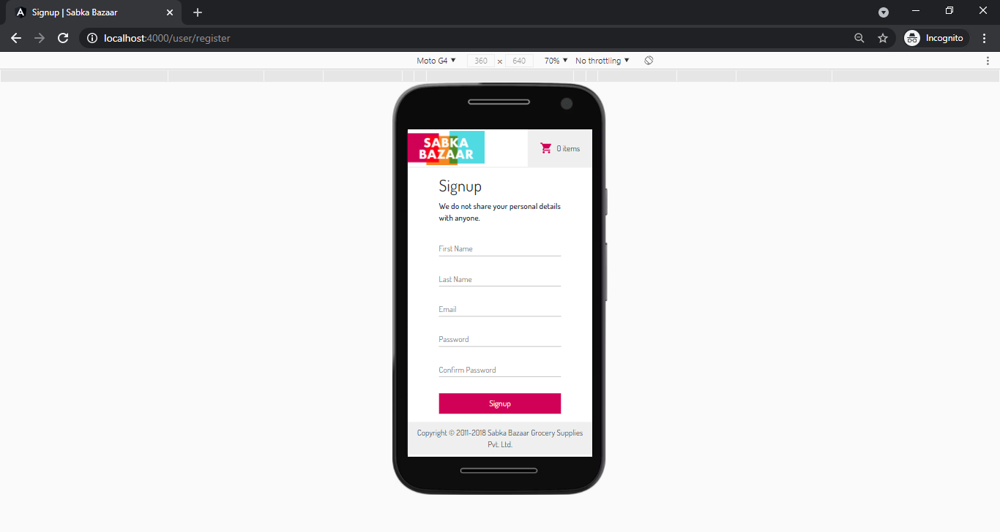 Signup | Sabka Bazaar
localhost:4000/user/register
Incognito
Moto G4 360 x 640 70% No throttling
SABKA
BAZAAR
0 items
Signup
We do not share your personal details
with anyone.
First Name
Last Name
Email
Password
Confirm Password
Signup
Copyright © 2011-2018 Sabka Bazaar Grocery Supplies
Pvt. Ltd.